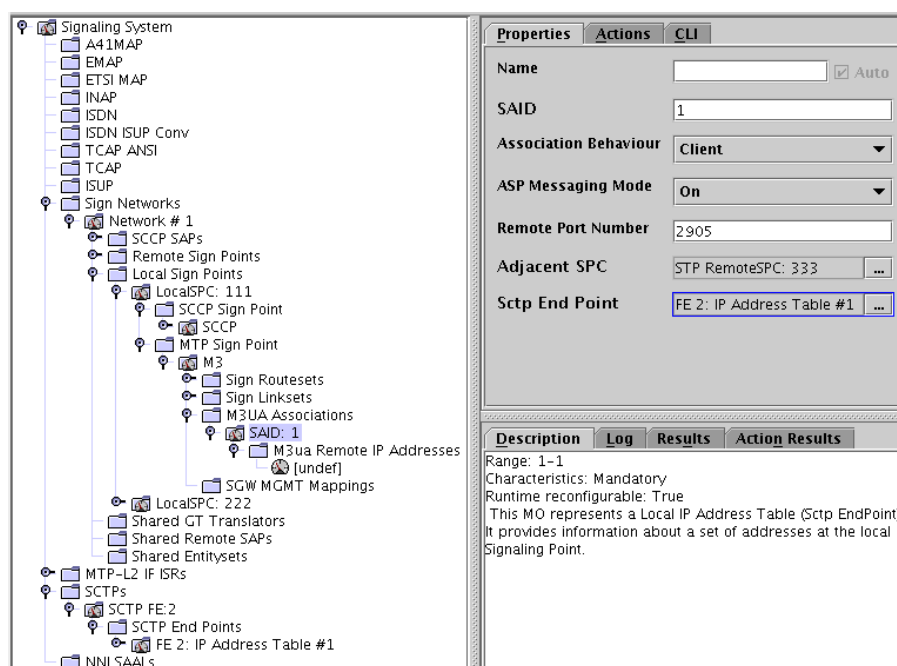 Signaling System
A41MAP
EMAP
ETSI MAP
INAP
ISDN
ISDN ISUP Conv
TCAP ANSI
TCAP
ISUP
Sign Networks
Network # 1
SCCP SAPs
Remote Sign Points
Local Sign Points
LocalSPC: 111
SCCP Sign Point
SCCP
MTP Sign Point
M3
Sign Routesets
Sign Linksets
M3UA Associations
SAID: 1
M3ua Remote IP Addresses
[undef]
SGW MGMT Mappings
LocalSPC: 222
Shared GT Translators
Shared Remote SAPs
Shared Entitysets
MTP-L2 IF ISRs
SCTPs
SCTP FE:2
SCTP End Points
FE 2: IP Address Table #1
NNI SAALs
Properties Actions CLI
Name Auto
SAID 1
Association Behaviour Client
ASP Messaging Mode On
Remote Port Number 2905
Adjacent SPC STP RemoteSPC: 333 ...
Sctp End Point FE 2: IP Address Table #1 ...
Description Log Results Action Results
Range: 1-1
Characteristics: Mandatory
Runtime reconfigurable: True
This MO represents a Local IP Address Table (Sctp EndPoint)
It provides information about a set of addresses at the local
Signaling Point.